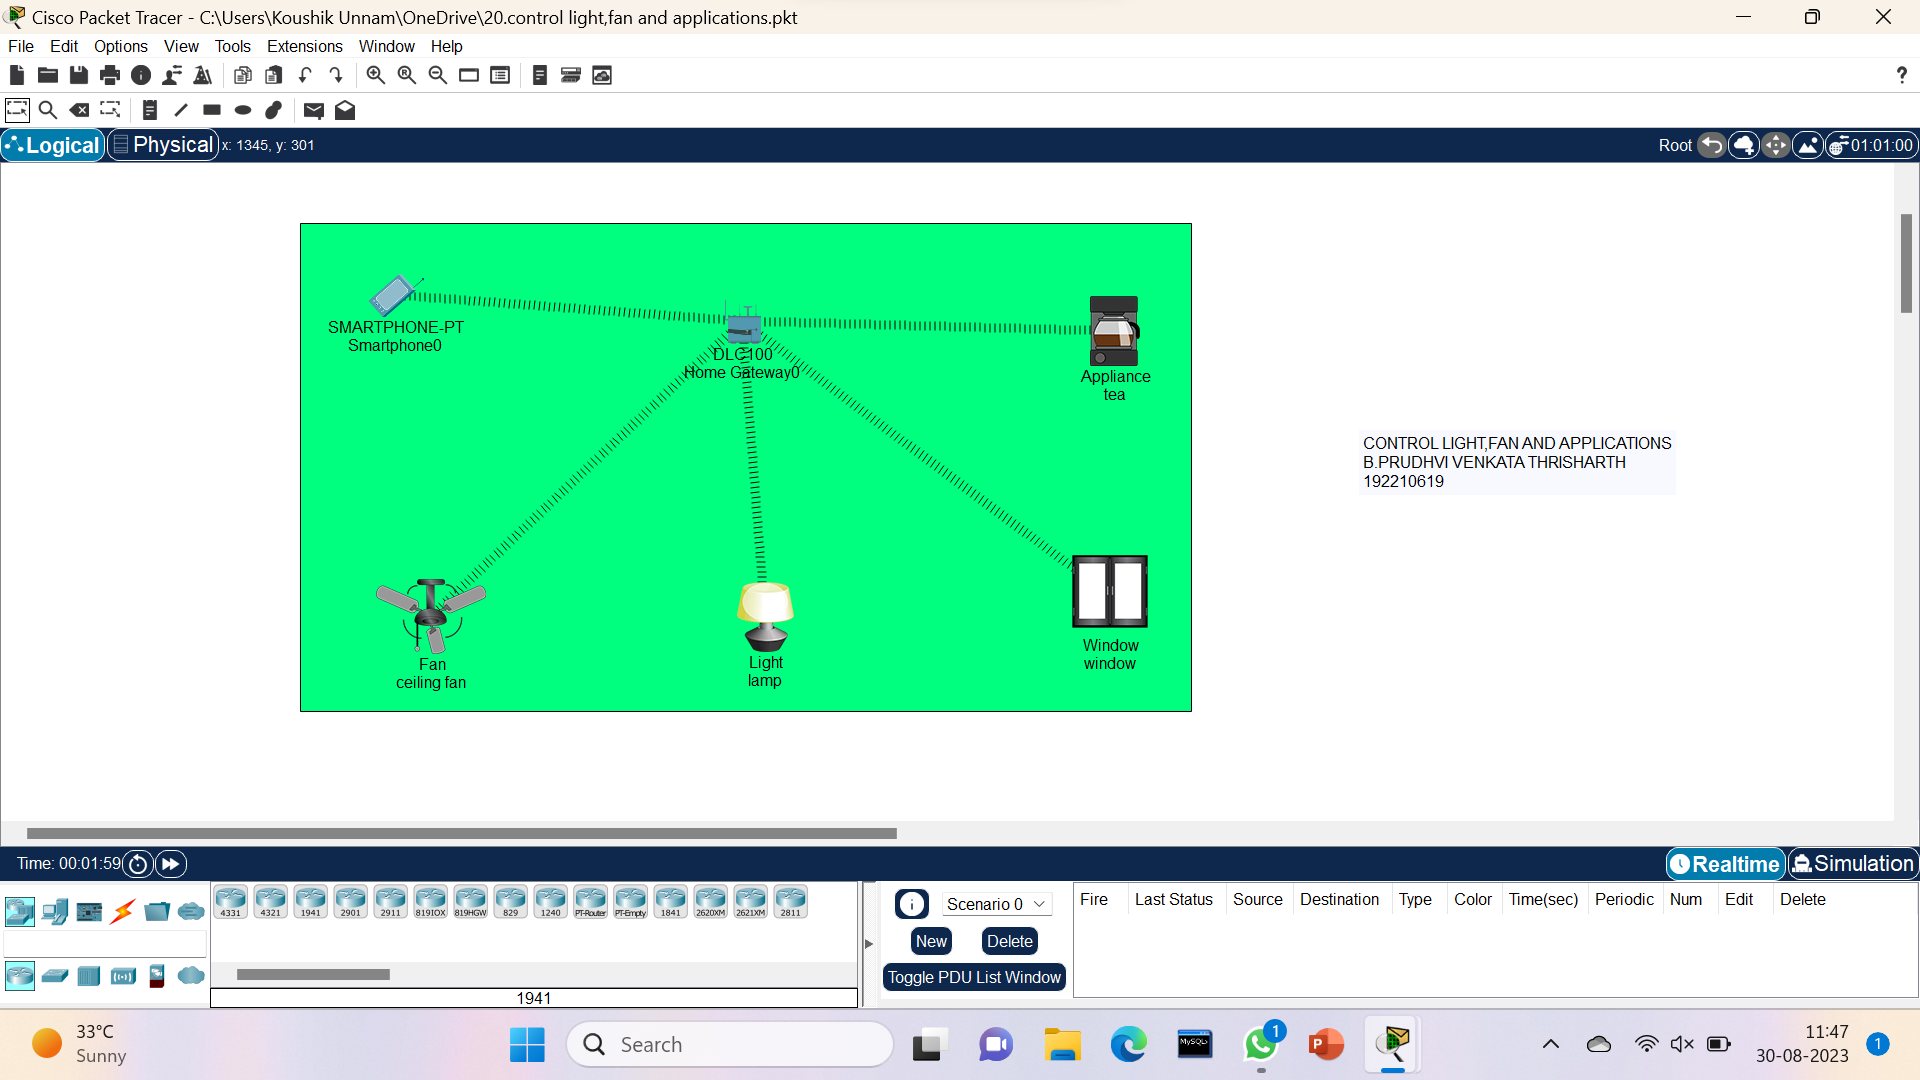 Cisco Packet Tracer - C:\Users\Koushik Unnam\OneDrive\20.control light,fan and applications.pkt
File Edit Options View Tools Extensions Window Help
?
Logical Physical x: 1345, y: 301
Root 01:01:00
SMARTPHONE-PT
Smartphone0
DLC100
Home Gateway0
Appliance
tea
CONTROL LIGHT,FAN AND APPLICATIONS
B.PRUDHVI VENKATA THRISHARTH
192210619
Fan
ceiling fan
Light
lamp
Window
window
Time: 00:01:59
Realtime Simulation
4331 4321 1941 2901 2911 819IOX 819HGW 829 1240 PT-Router PT-Empty 1841 2620XM 2621XM 2811
1941
Scenario 0
New Delete
Toggle PDU List Window
Fire Last Status Source Destination Type Color Time(sec) Periodic Num Edit Delete
33°C
Sunny
Search
MySQL
1
P
11:47
30-08-2023
1